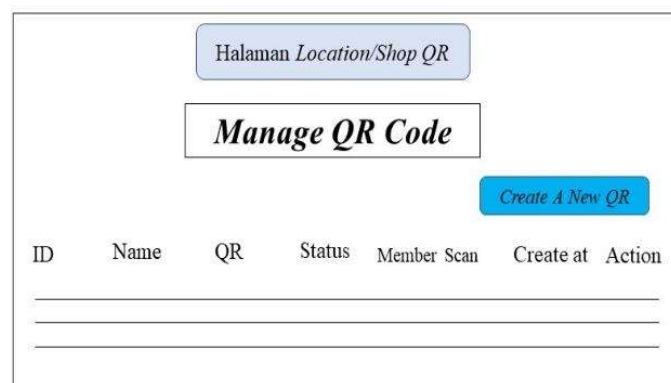 Halaman Location/Shop QR
Manage QR Code
Create A New QR
ID Name QR Status Member Scan Create at Action